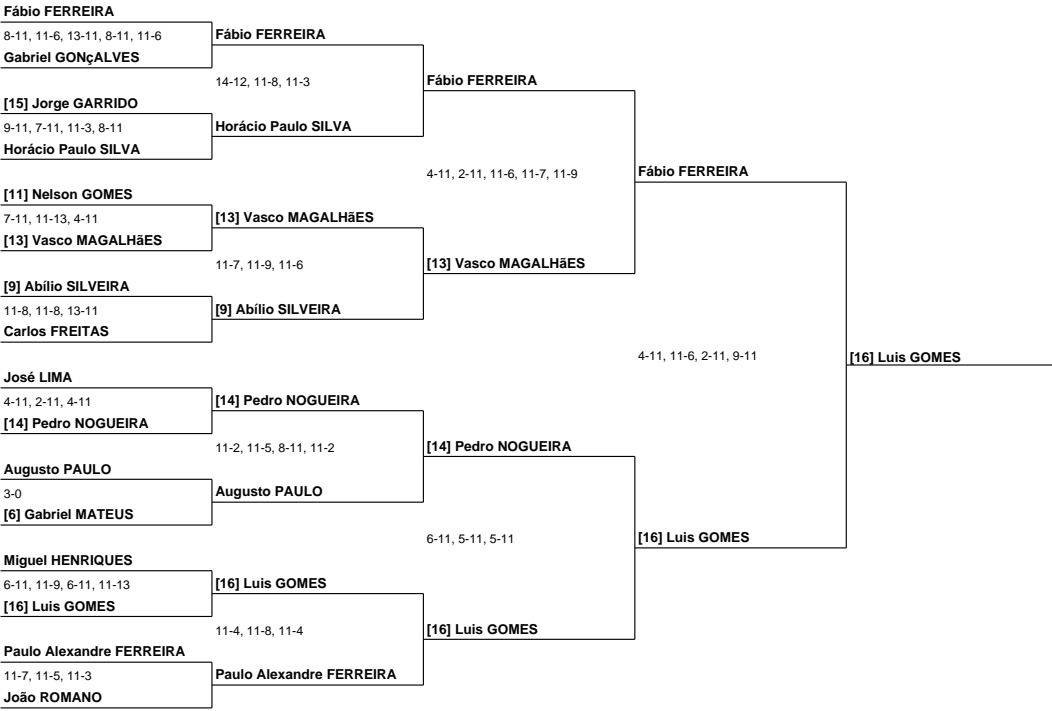 Fábio FERREIRA
8-11, 11-6, 13-11, 8-11, 11-6
Gabriel GONçALVES
[15] Jorge GARRIDO
9-11, 7-11, 11-3, 8-11
Horácio Paulo SILVA
[11] Nelson GOMES
7-11, 11-13, 4-11
[13] Vasco MAGALHãES
[9] Abílio SILVEIRA
11-8, 11-8, 13-11
Carlos FREITAS
José LIMA
4-11, 2-11, 4-11
[14] Pedro NOGUEIRA
Augusto PAULO
3-0
[6] Gabriel MATEUS
Miguel HENRIQUES
6-11, 11-9, 6-11, 11-13
[16] Luis GOMES
Paulo Alexandre FERREIRA
11-7, 11-5, 11-3
João ROMANO
Fábio FERREIRA
14-12, 11-8, 11-3
Horácio Paulo SILVA
[13] Vasco MAGALHãES
11-7, 11-9, 11-6
[9] Abílio SILVEIRA
[14] Pedro NOGUEIRA
11-2, 11-5, 8-11, 11-2
Augusto PAULO
[16] Luis GOMES
11-4, 11-8, 11-4
Paulo Alexandre FERREIRA
Fábio FERREIRA
4-11, 2-11, 11-6, 11-7, 11-9
[13] Vasco MAGALHãES
[14] Pedro NOGUEIRA
6-11, 5-11, 5-11
[16] Luis GOMES
Fábio FERREIRA
4-11, 11-6, 2-11, 9-11
[16] Luis GOMES
[16] Luis GOMES